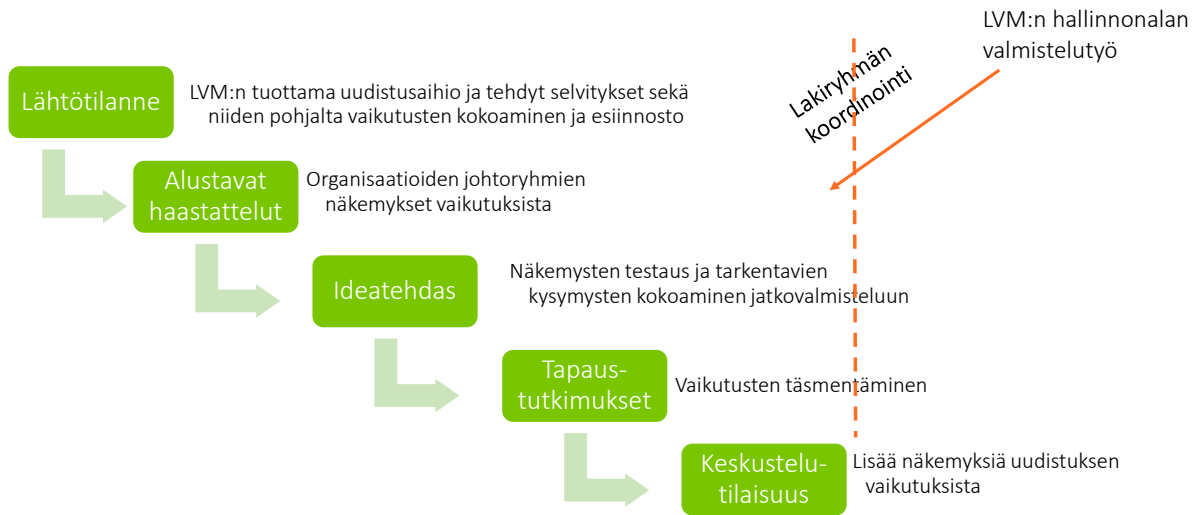 LVM:n hallinnonalan
valmistelutyö
Lakiryhmän
koordinointi
Lähtötilanne
LVM:n tuottama uudistusaihio ja tehdyt selvitykset sekä
niiden pohjalta vaikutusten kokoaminen ja esiinnosto
Alustavat
haastattelut
Organisaatioiden johtoryhmien
näkemykset vaikutuksista
Ideatehdas
Näkemysten testaus ja tarkentavien
kysymysten kokoaminen jatkovalmisteluun
Tapaus-
tutkimukset
Vaikutusten täsmentäminen
Keskustelu-
tilaisuus
Lisää näkemyksiä uudistuksen
vaikutuksista